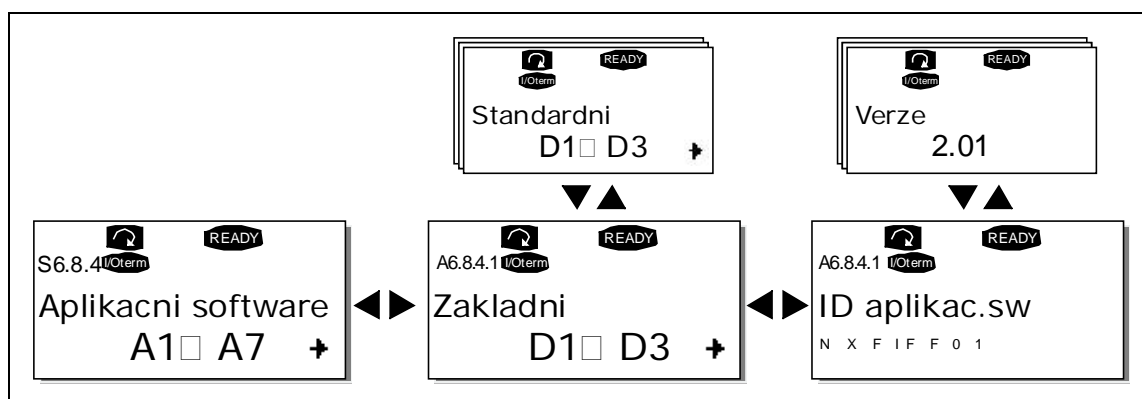 READY
I/Oterm
Standardni
D1□ D3
READY
I/Oterm
Verze
2.01
READY
S6.8.4 I/Oterm
Aplikacni software
A1□ A7
READY
A6.8.4.1 I/Oterm
Zakladni
D1□ D3
READY
A6.8.4.1 I/Oterm
ID aplikac.sw
N X F I F F 0 1